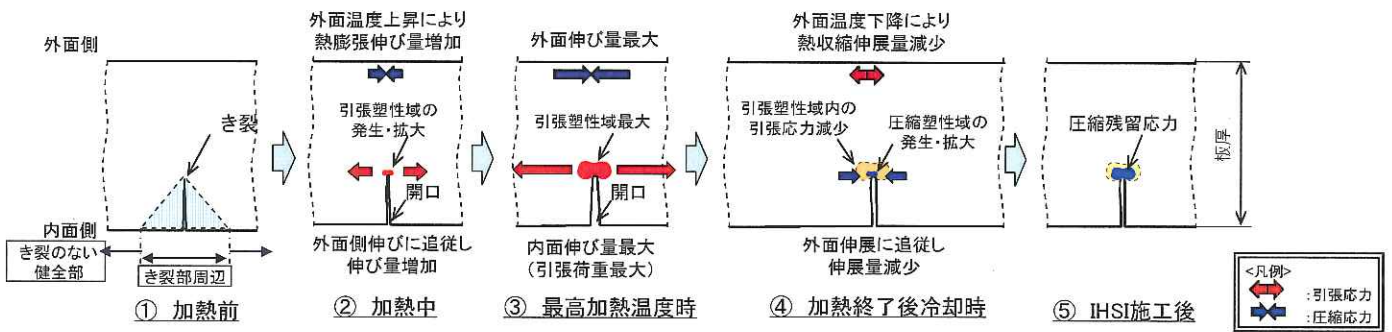 外面側
き裂
内面側
き裂のない
健全部
き裂部周辺
① 加熱前
外面温度上昇により
熱膨張伸び量増加
引張塑性域の
発生・拡大
開口
外面側伸びに追従し
伸び量増加
② 加熱中
外面伸び量最大
引張塑性域最大
開口
内面伸び量最大
(引張荷重最大)
③ 最高加熱温度時
外面温度下降により
熱収縮伸展量減少
引張塑性域内の
引張応力減少
圧縮塑性域の
発生・拡大
外面伸展に追従し
伸展量減少
④ 加熱終了後冷却時
圧縮残留応力
板厚
⑤ IHSI施工後
<凡例>
:引張応力
:圧縮応力